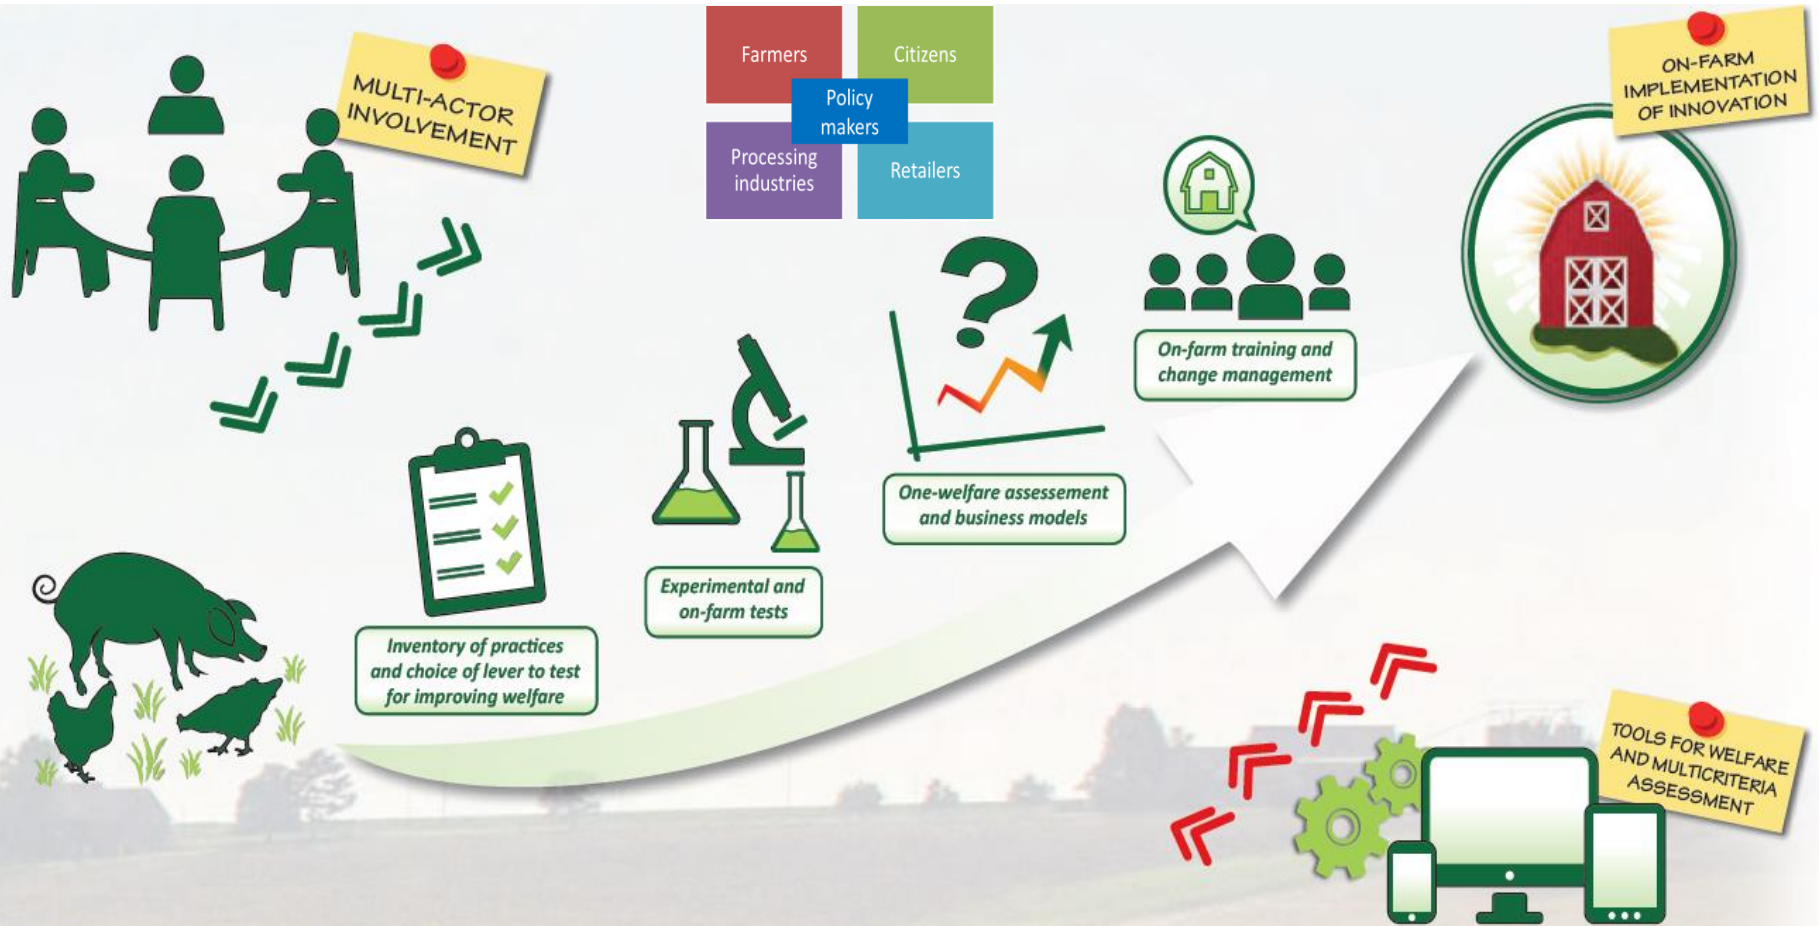 MULTI-ACTOR
INVOLVEMENT
Farmers
Citizens
Policy
makers
Processing
industries
Retailers
ON-FARM
IMPLEMENTATION
OF INNOVATION
On-farm training and
change management
One-welfare assessement
and business models
Experimental and
on-farm tests
Inventory of practices
and choice of lever to test
for improving welfare
TOOLS FOR WELFARE
AND MULTICRITERIA
ASSESSMENT